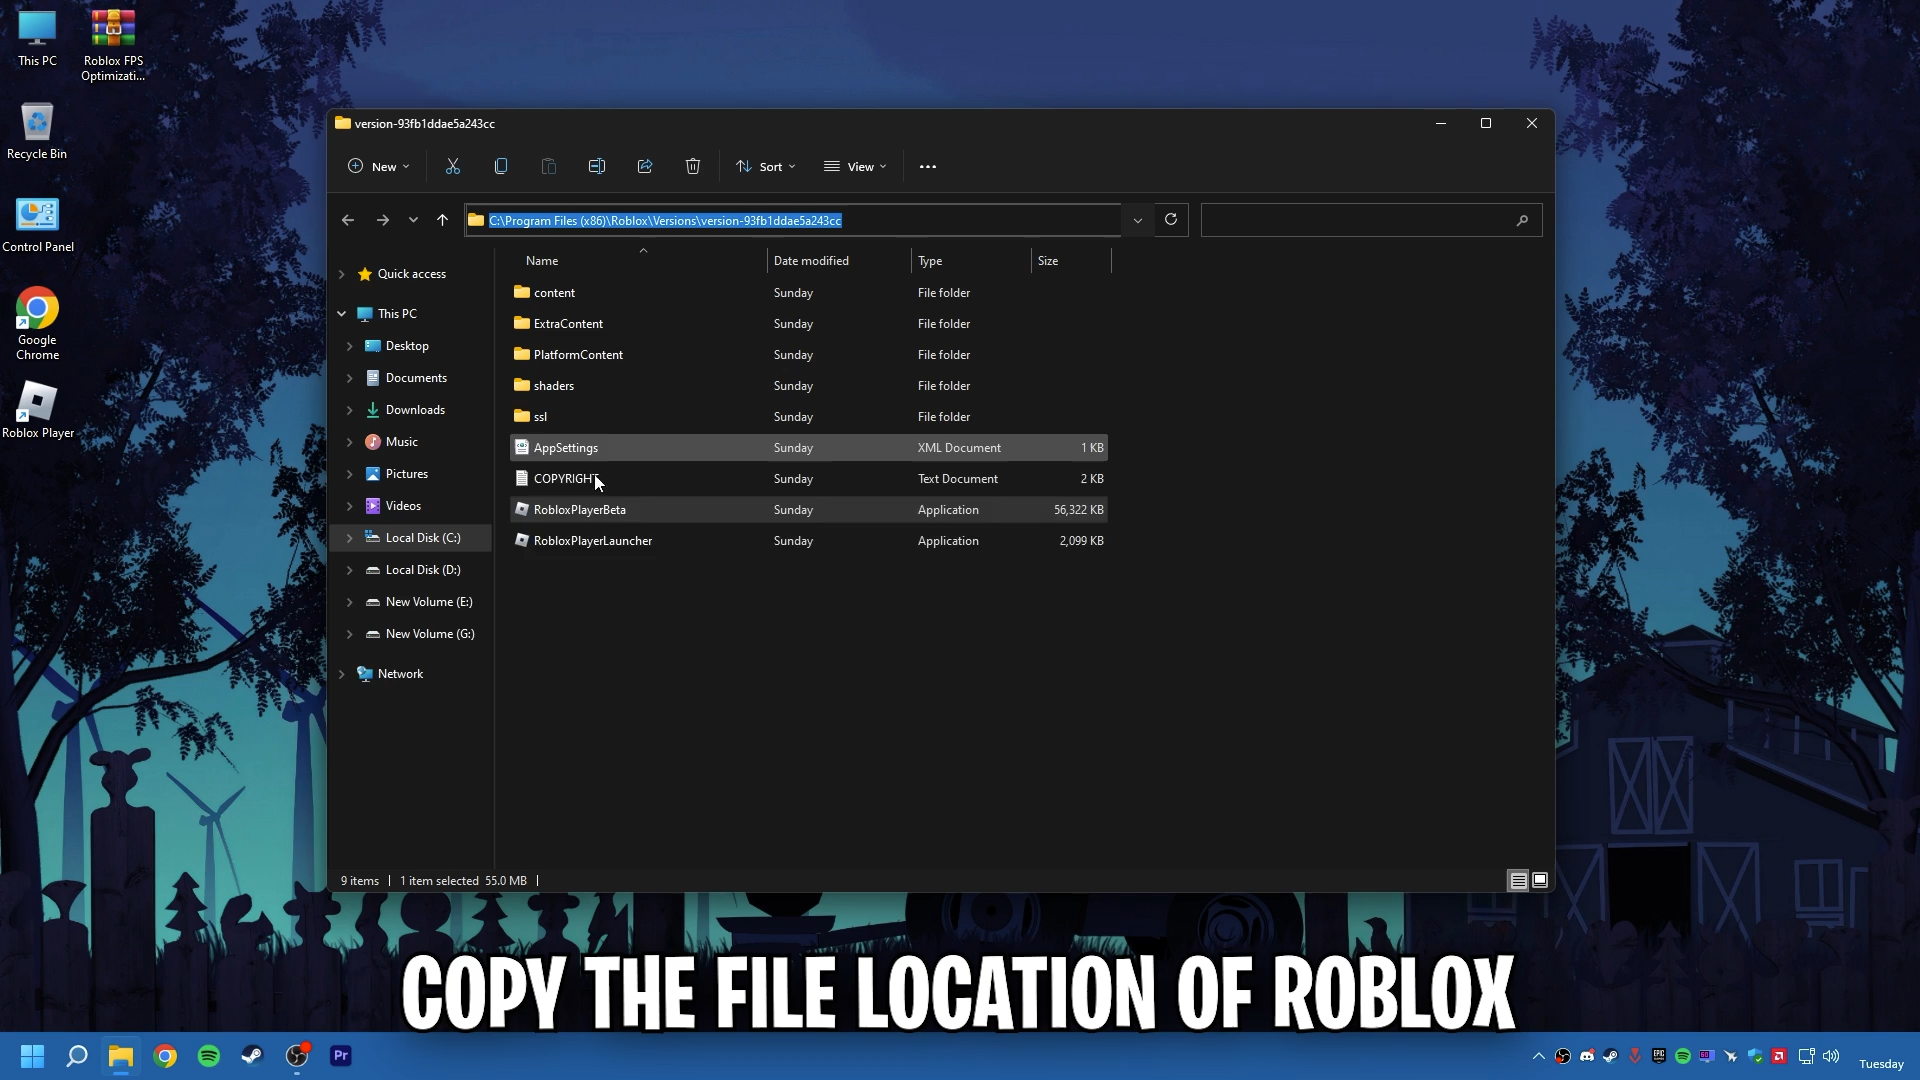 This PC
Roblox FPS
Optimizati...
Recycle Bin
Control Panel
Google
Chrome
Roblox Player
version-93fb1ddae5a243cc
New
Sort
View
C:\Program Files (x86)\Roblox\Versions\version-93fb1ddae5a243cc
Quick access
This PC
Desktop
Documents
Downloads
Music
Pictures
Videos
Local Disk (C:)
Local Disk (D:)
New Volume (E:)
New Volume (G:)
Network
Name Date modified Type Size
content Sunday File folder
ExtraContent Sunday File folder
PlatformContent Sunday File folder
shaders Sunday File folder
ssl Sunday File folder
AppSettings Sunday XML Document 1 KB
COPYRIGHT Sunday Text Document 2 KB
RobloxPlayerBeta Sunday Application 56,322 KB
RobloxPlayerLauncher Sunday Application 2,099 KB
9 items 1 item selected 55.0 MB
COPY THE FILE LOCATION OF ROBLOX
Pr
EPIC
Tuesday